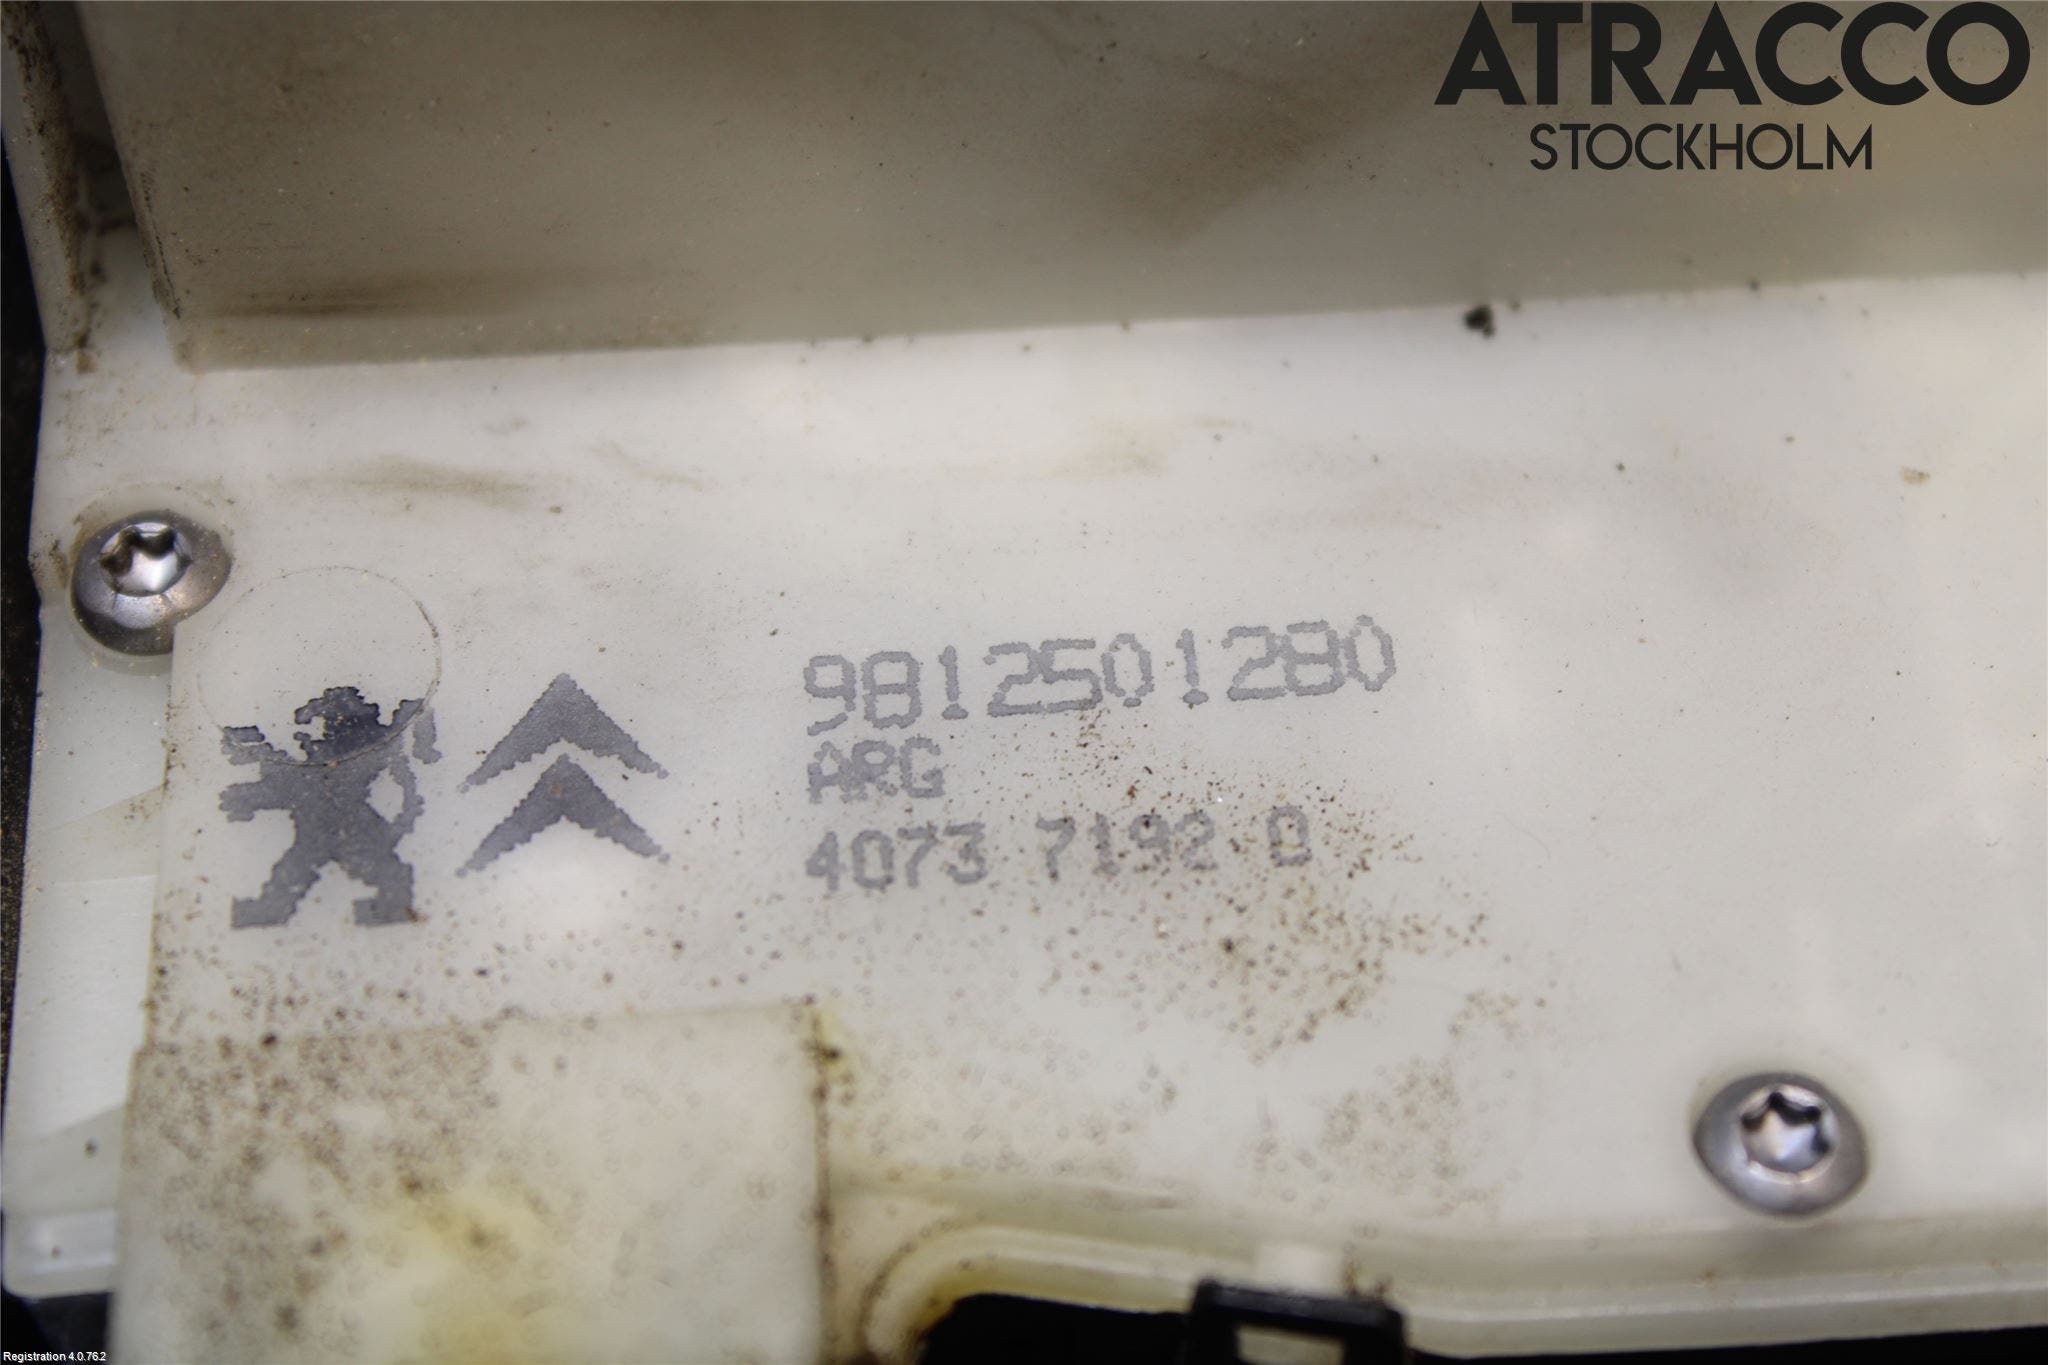 ATRACCO
STOCKHOLM
9812501280
ARG
4073 7192 0
Registration 4.0.76.2